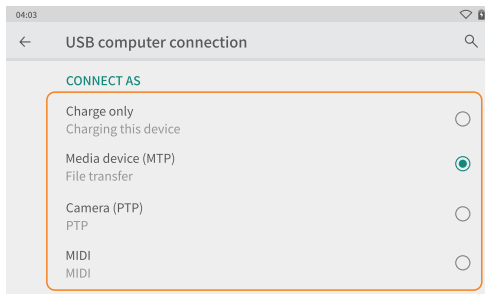 04:03
USB computer connection
CONNECT AS
Charge only
Charging this device
Media device (MTP)
File transfer
Camera (PTP)
PTP
MIDI
MIDI